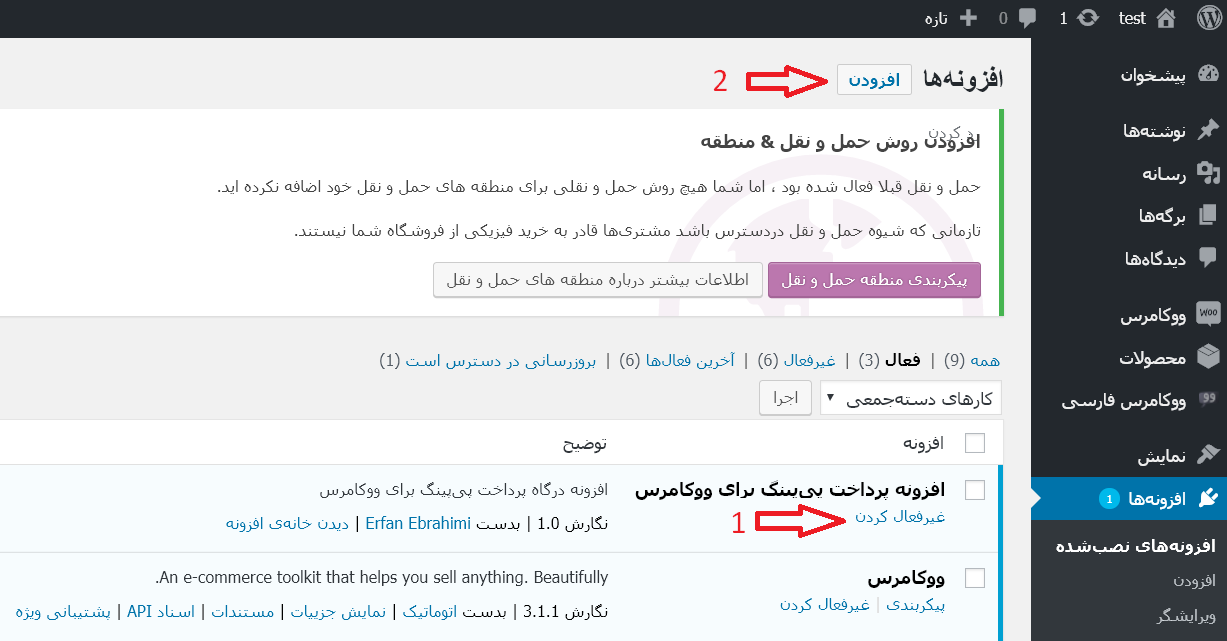 test 1 0 تازه
پیشخوان
نوشته‌ها
رسانه
برگه‌ها
دیدگاه‌ها
Woo ووکامرس
محصولات
ووکامرس فارسی
نمایش
افزونه‌ها 1
افزونه‌های نصب‌شده
افزودن
ویرایشگر
افزونه‌ها افزودن 2
رد کردن
افزودن روش حمل و نقل & منطقه
حمل و نقل قبلا فعال شده بود ، اما شما هیچ روش حمل و نقلی برای منطقه های حمل و نقل خود اضافه نکرده اید.
تازمانی که شیوه حمل و نقل دردسترس باشد مشتری‌ها قادر به خرید فیزیکی از فروشگاه شما نیستند.
پیکربندی منطقه حمل و نقل اطلاعات بیشتر درباره منطقه های حمل و نقل
همه (9) | فعال (3) | غیرفعال (6) | آخرین فعال‌ها (6) | بروزرسانی در دسترس است (1)
کارهای دسته‌جمعی اجرا
افزونه توضیح
افزونه پرداخت پی‌پینگ برای ووکامرس افزونه درگاه پرداخت پی‌پینگ برای ووکامرس
غیرفعال کردن 1 نگارش 1.0 | بدست Erfan Ebrahimi | دیدن خانه‌ی افزونه
ووکامرس An e-commerce toolkit that helps you sell anything. Beautifully.
پیکربندی | غیرفعال کردن نگارش 3.1.1 | بدست اتوماتیک | نمایش جزییات | مستندات | اسناد API | پشتیبانی ویژه